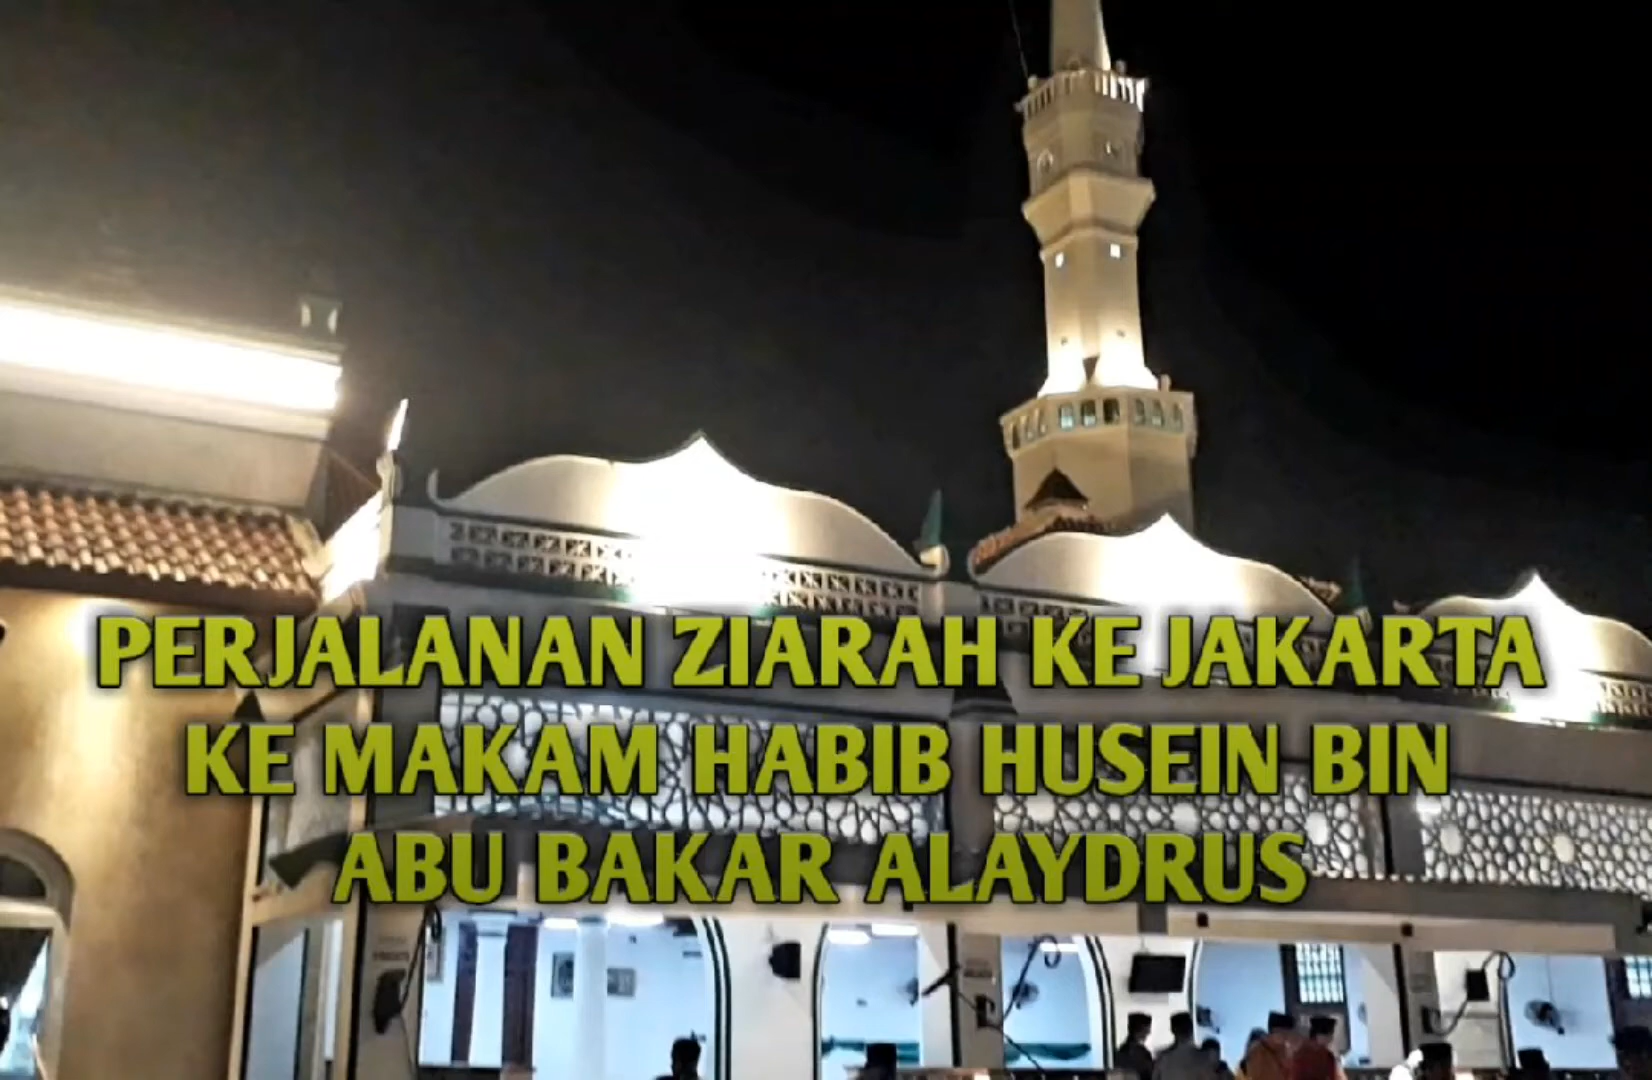 PERJALANAN ZIARAH KE JAKARTA
KE MAKAM HABIB HUSEIN BIN
ABU BAKAR ALAYDRUS